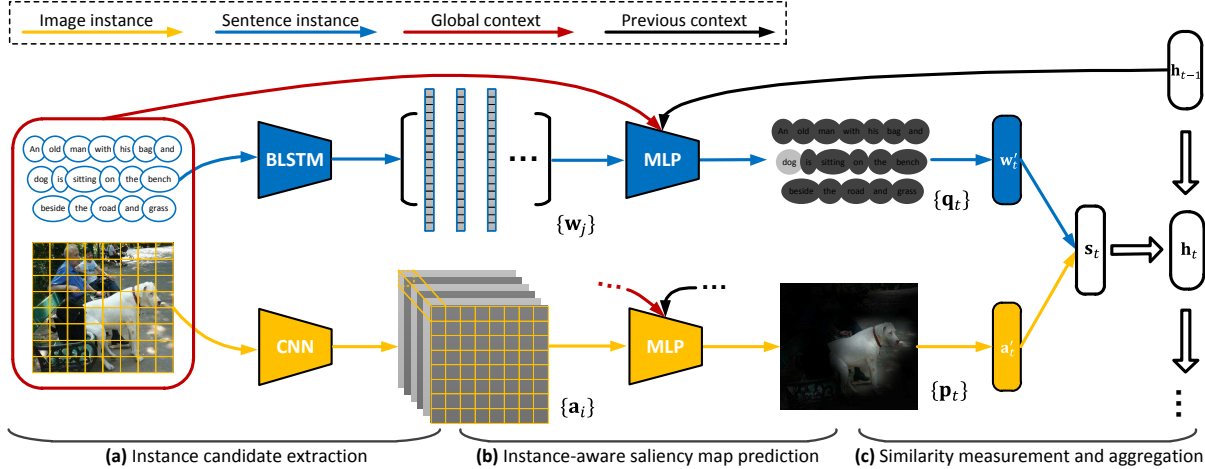 Image instance Sentence instance Global context Previous context
h_{t-1}
An old man with his bag and
dog is sitting on the bench
beside the road and grass
BLSTM
...
{w_j}
MLP
An old man with his bag and
dog is sitting on the bench
beside the road and grass
{q_t}
w'_t
s_t
h_t
CNN
{a_i}
... ...
MLP
{p_t}
a'_t
...
(a) Instance candidate extraction (b) Instance-aware saliency map prediction (c) Similarity measurement and aggregation